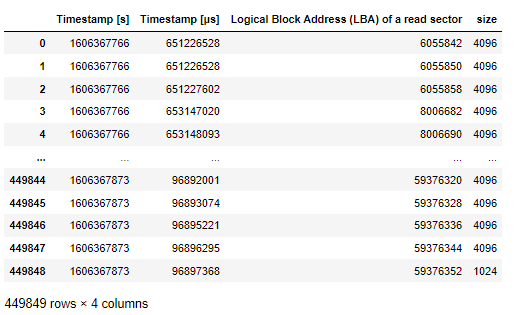 Timestamp [s] Timestamp [µs] Logical Block Address (LBA) of a read sector size
0 1606367766 651226528 6055842 4096
1 1606367766 651226528 6055850 4096
2 1606367766 651227602 6055858 4096
3 1606367766 653147020 8006682 4096
4 1606367766 653148093 8006690 4096
... ... ... ... ...
449844 1606367873 96892001 59376320 4096
449845 1606367873 96893074 59376328 4096
449846 1606367873 96895221 59376336 4096
449847 1606367873 96896295 59376344 4096
449848 1606367873 96897368 59376352 1024
449849 rows × 4 columns